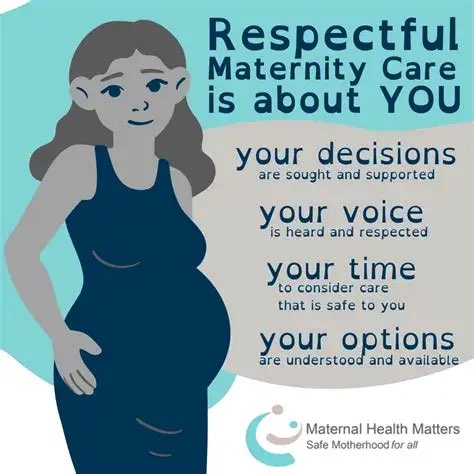 Respectful
Maternity Care
is about YOU
your decisions
are sought and supported
your voice
is heard and respected
your time
to consider care
that is safe to you
your options
are understood and available
Maternal Health Matters
Safe Motherhood for all